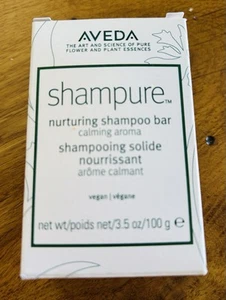 AVEDA
THE ART AND SCIENCE OF PURE
FLOWER AND PLANT ESSENCES
shampure™
nurturing shampoo bar
calming aroma
shampooing solide
nourrissant
arôme calmant
vegan | végane
net wt/poids net/3.5 oz/100 g ℮